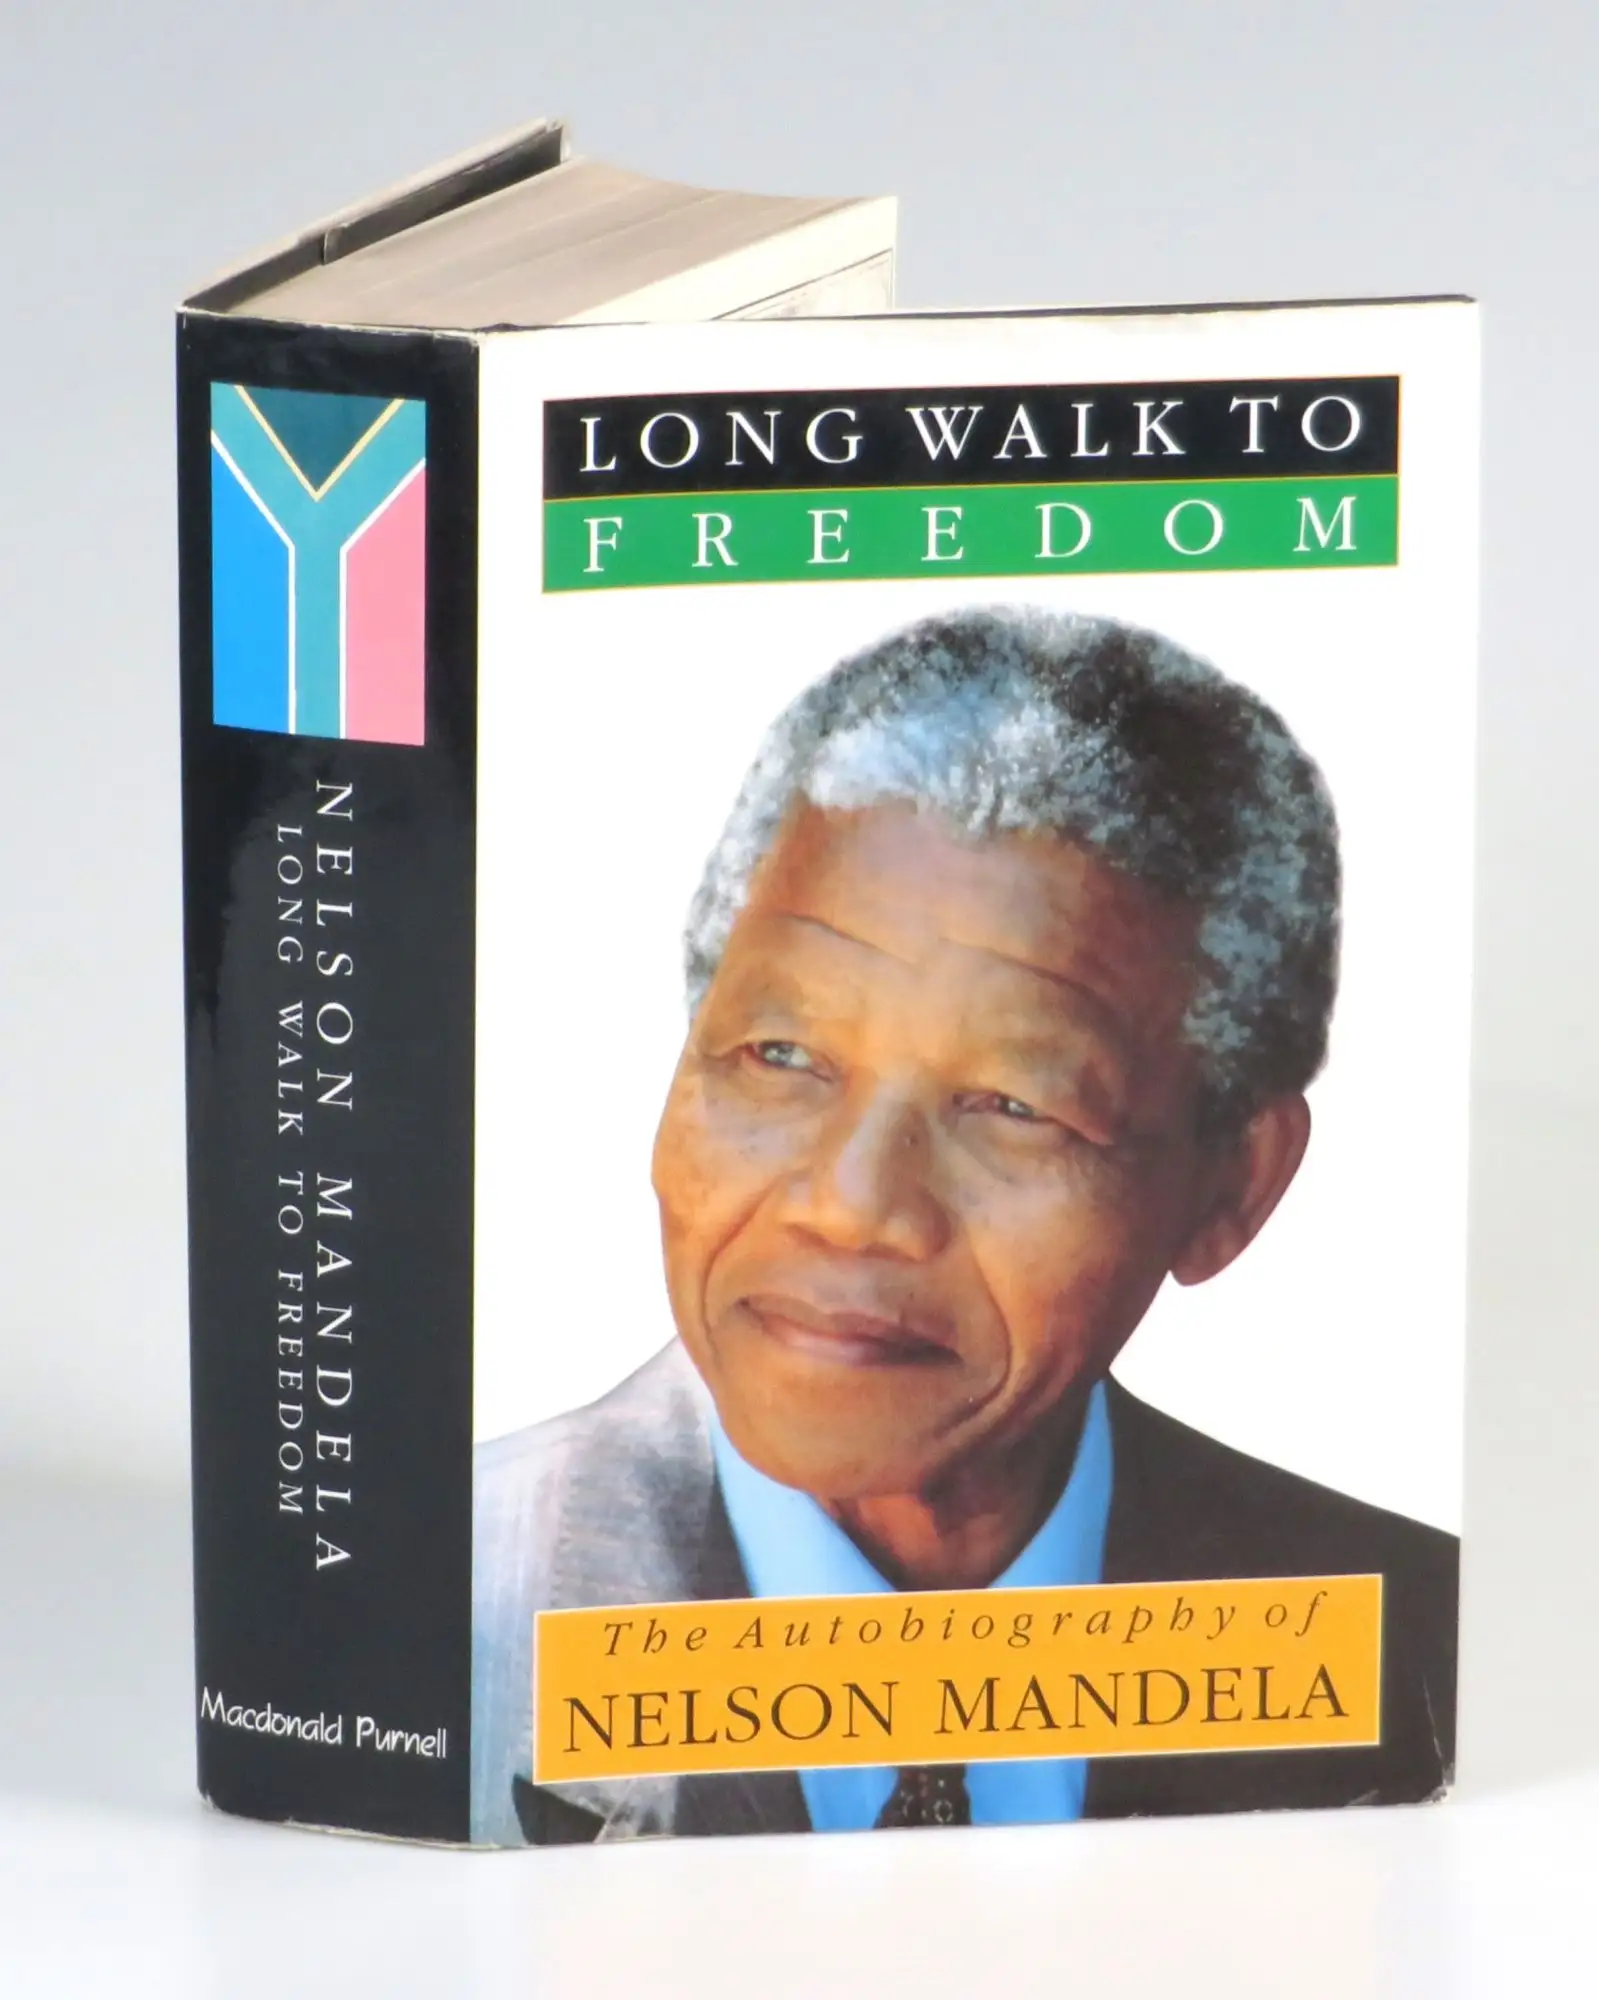 NELSON MANDELA
LONG WALK TO FREEDOM
Macdonald Purnell
LONG WALK TO
FREEDOM
The Autobiography of
NELSON MANDELA